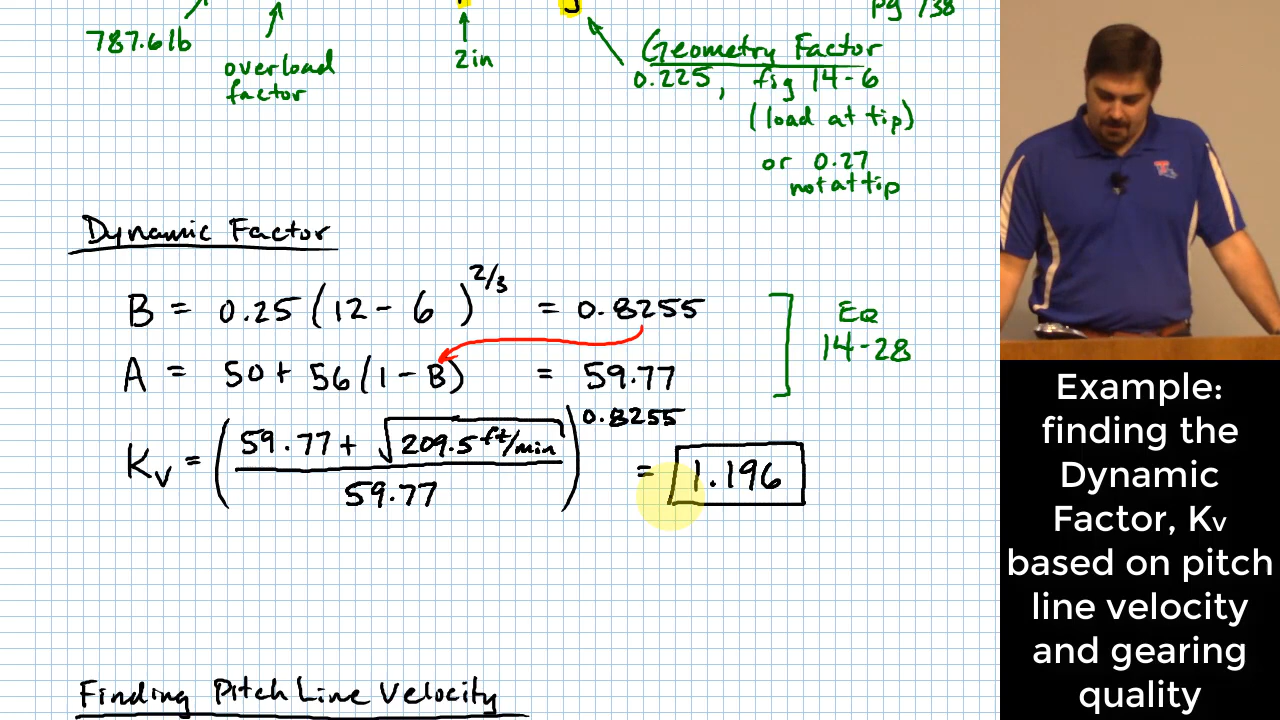 pg 738
787.6 lb
overload
factor
2 in
Geometry Factor
0.225, fig 14-6
(load at tip)
or 0.27
not at tip
Dynamic Factor
B = 0.25 (12 - 6)^2/3 = 0.8255
A = 50 + 56 (1 - B) = 59.77
EQ
14-28
Kv = ((59.77 + √209.5 ft/min) / 59.77)^0.8255 = 1.196
Finding Pitch Line Velocity
Example:
finding the
Dynamic
Factor, Kv
based on pitch
line velocity
and gearing
quality